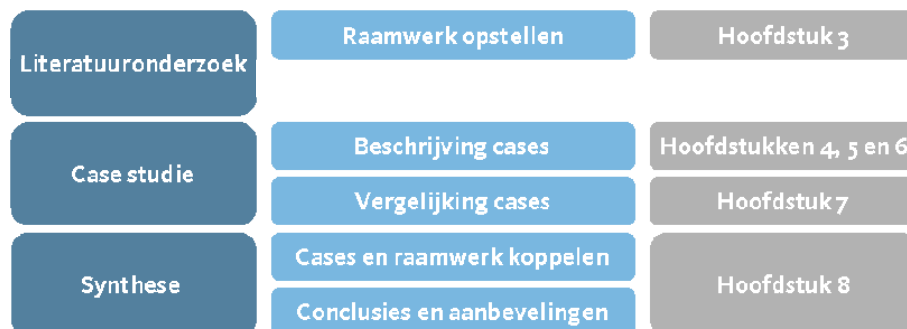 Literatuuronderzoek
Raamwerk opstellen
Hoofdstuk 3
Case studie
Beschrijving cases
Hoofdstukken 4, 5 en 6
Vergelijking cases
Hoofdstuk 7
Synthese
Cases en raamwerk koppelen
Conclusies en aanbevelingen
Hoofdstuk 8